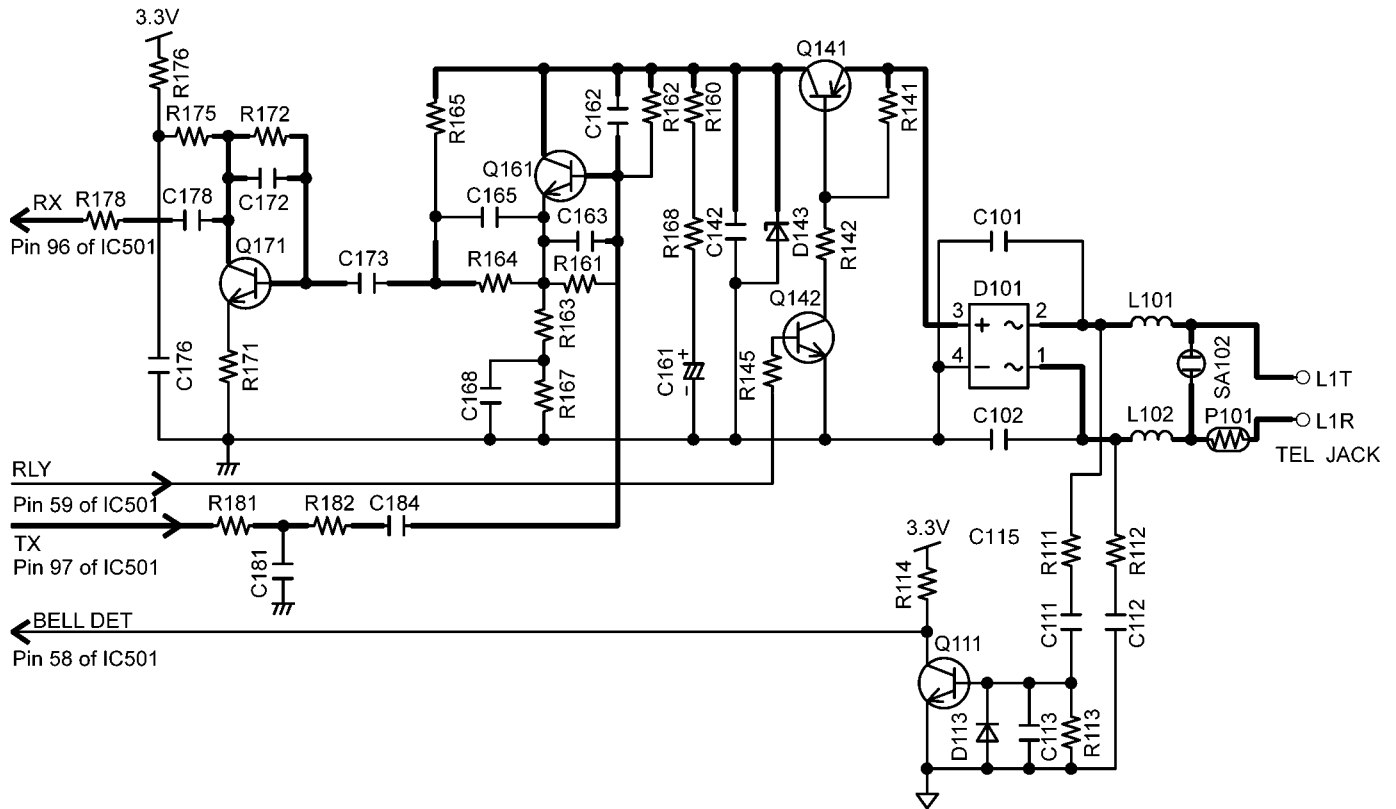 3.3V
R176
R175
R172
C172
RX
R178
C178
Pin 96 of IC501
Q171
C173
C176
R171
R165
Q161
C165
C163
R164
R161
R163
C168
R167
C162
R162
R160
R168
C142
D143
C161
+
−
Q141
R141
R142
Q142
R145
C101
D101
3
+
~
2
4
−
~
1
C102
L101
L102
SA102
P101
L1T
L1R
TEL JACK
RLY
Pin 59 of IC501
TX
Pin 97 of IC501
R181
R182
C184
C181
BELL DET
Pin 58 of IC501
3.3V
C115
R114
Q111
R111
R112
C111
C112
D113
C113
R113